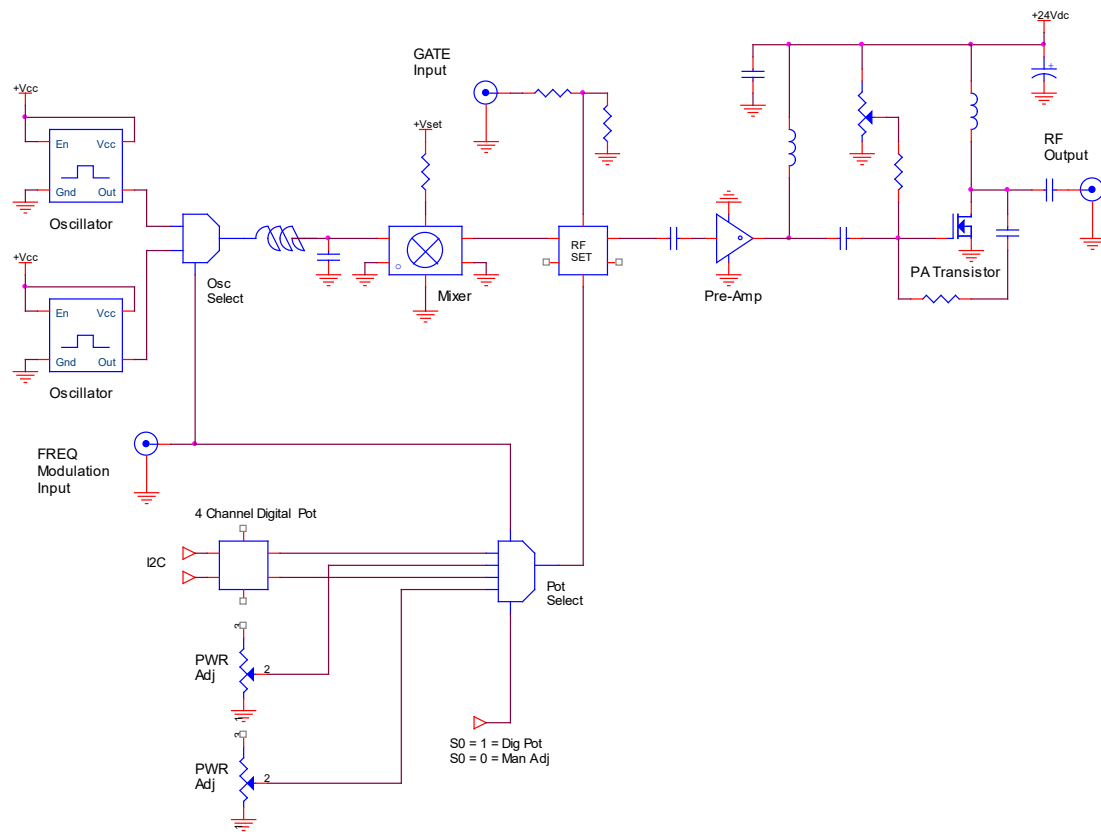 +24Vdc
GATE
Input
+Vcc
+Vset
En
Vcc
Gnd
Out
Oscillator
RF
Output
RF
SET
PA Transistor
Osc
Select
Mixer
Pre-Amp
+Vcc
En
Vcc
Gnd
Out
Oscillator
FREQ
Modulation
Input
4 Channel Digital Pot
I2C
Pot
Select
3
PWR
Adj
2
1
S0 = 1 = Dig Pot
S0 = 0 = Man Adj
3
PWR
Adj
2
1